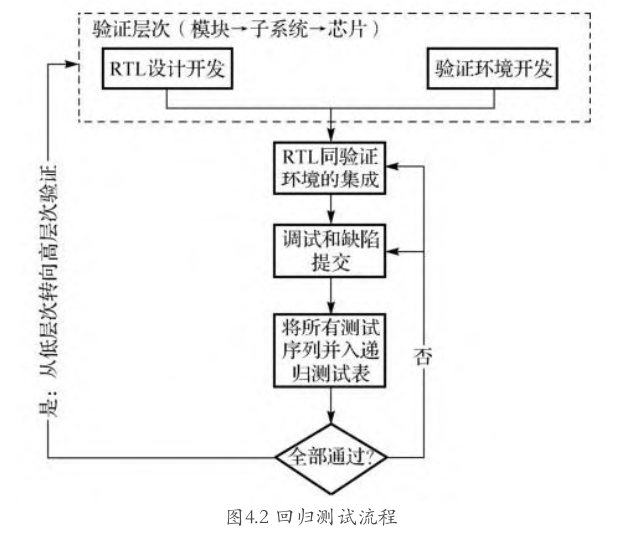 验证层次（模块→子系统→芯片）
RTL设计开发
验证环境开发
RTL同验证
环境的集成
调试和缺陷
提交
将所有测试
序列并入递
归测试表
全部通过?
否
是：从低层次转向高层次验证
图4.2 回归测试流程